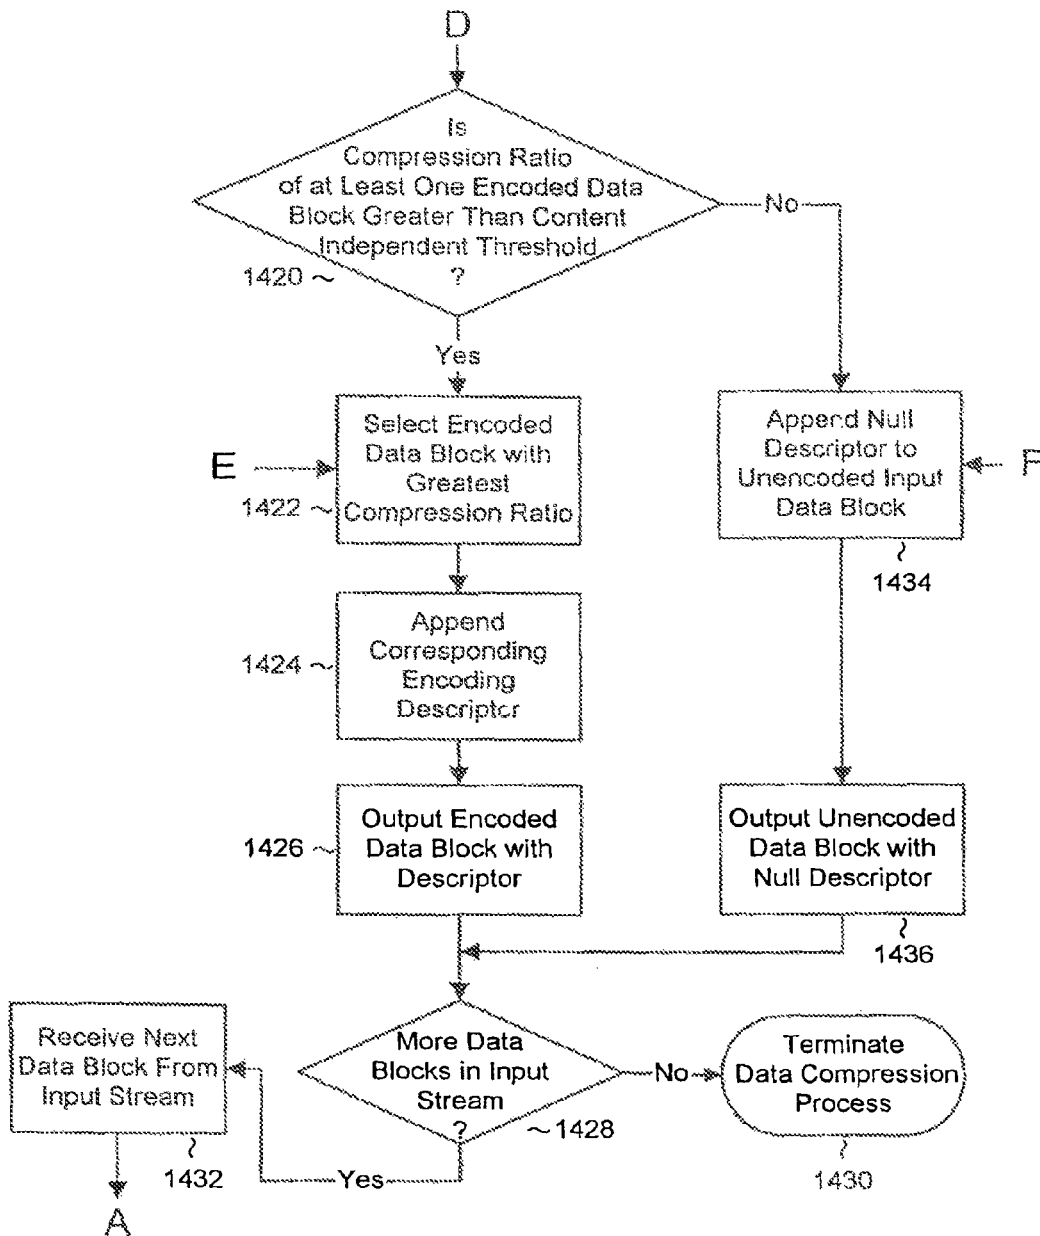 D
Is
Compression Ratio
of at Least One Encoded Data
Block Greater Than Content
Independent Threshold
?
1420
No
Yes
Select Encoded
Data Block with
Greatest
Compression Ratio
E
1422
Append Null
Descriptor to
Unencoded Input
Data Block
F
1434
Append
Corresponding
Encoding
Descriptor
1424
Output Encoded
Data Block with
Descriptor
1426
Output Unencoded
Data Block with
Null Descriptor
1436
Receive Next
Data Block From
Input Stream
1432
More Data
Blocks in Input
Stream
?
1428
No
Terminate
Data Compression
Process
1430
Yes
A